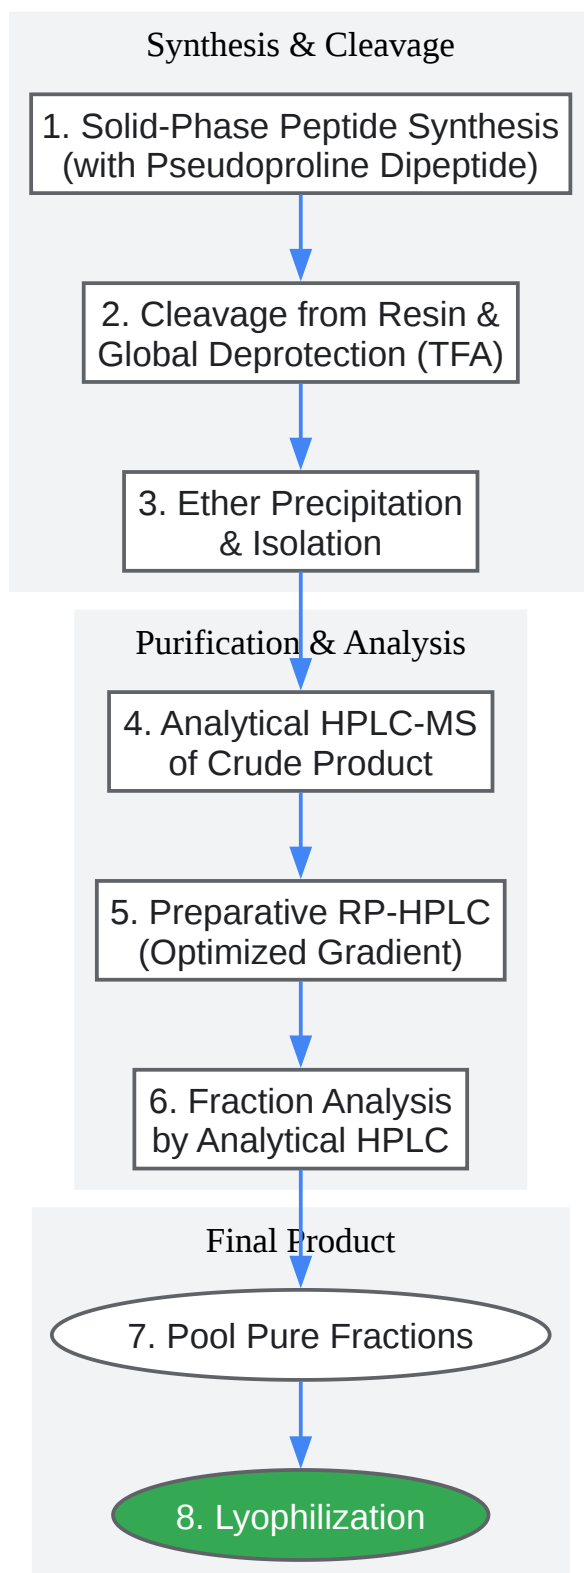 Synthesis & Cleavage
1. Solid-Phase Peptide Synthesis
(with Pseudoproline Dipeptide)
2. Cleavage from Resin &
Global Deprotection (TFA)
3. Ether Precipitation
& Isolation
Purification & Analysis
4. Analytical HPLC-MS
of Crude Product
5. Preparative RP-HPLC
(Optimized Gradient)
6. Fraction Analysis
by Analytical HPLC
Final Product
7. Pool Pure Fractions
8. Lyophilization